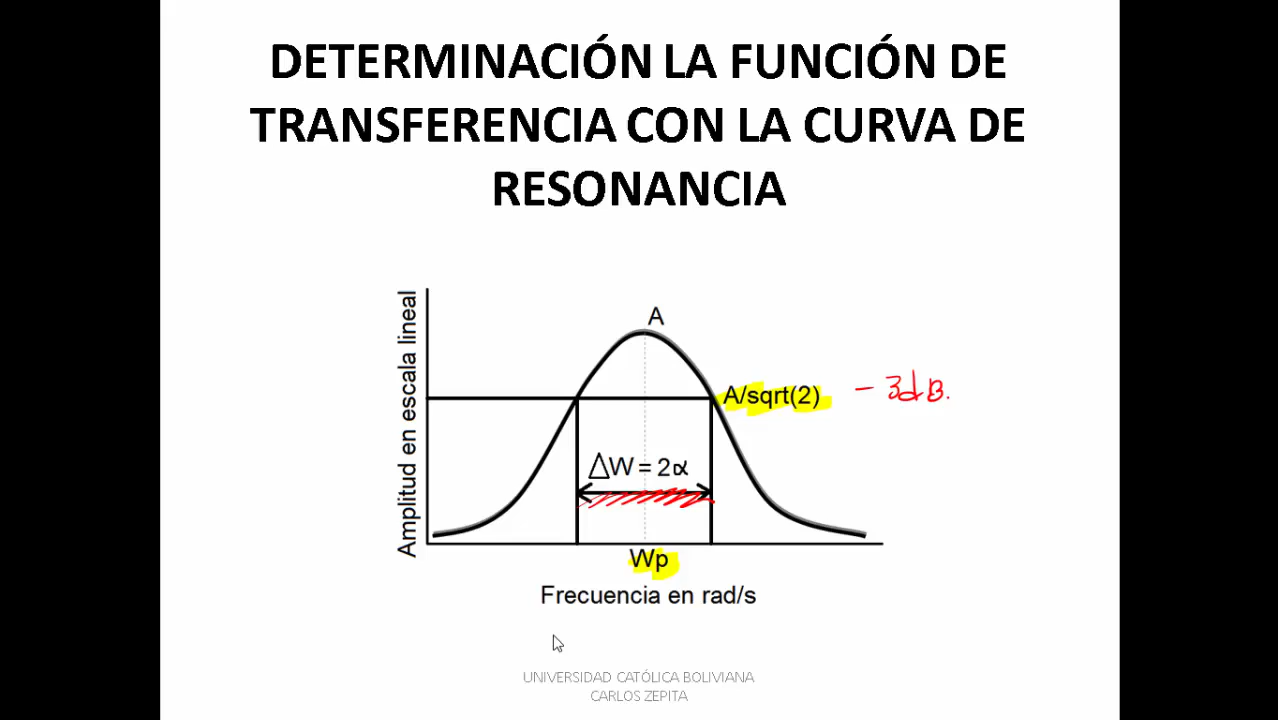 DETERMINACIÓN LA FUNCIÓN DE
TRANSFERENCIA CON LA CURVA DE
RESONANCIA
Amplitud en escala lineal
A
A/sqrt(2) - 3dB.
ΔW = 2α
Wp
Frecuencia en rad/s
UNIVERSIDAD CATÓLICA BOLIVIANA
CARLOS ZEPITA